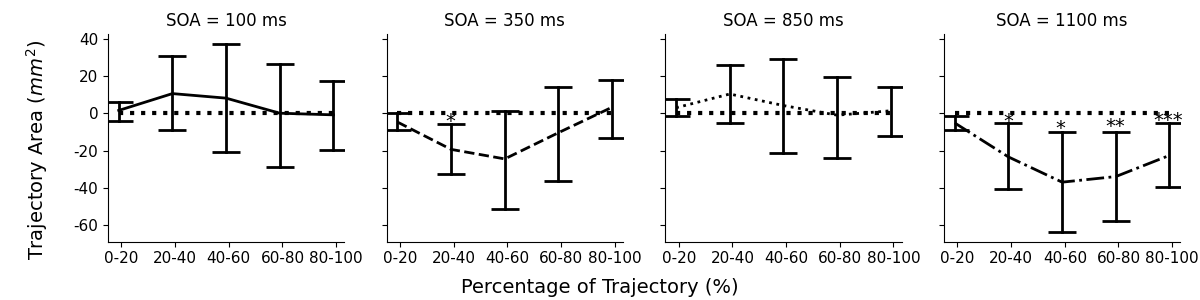 SOA = 100 ms SOA = 350 ms SOA = 850 ms SOA = 1100 ms
Trajectory Area (mm²)
40
20
0
-20
-40
-60
*
* * ** ***
0-20 20-40 40-60 60-80 80-100 0-20 20-40 40-60 60-80 80-100 0-20 20-40 40-60 60-80 80-100 0-20 20-40 40-60 60-80 80-100
Percentage of Trajectory (%)